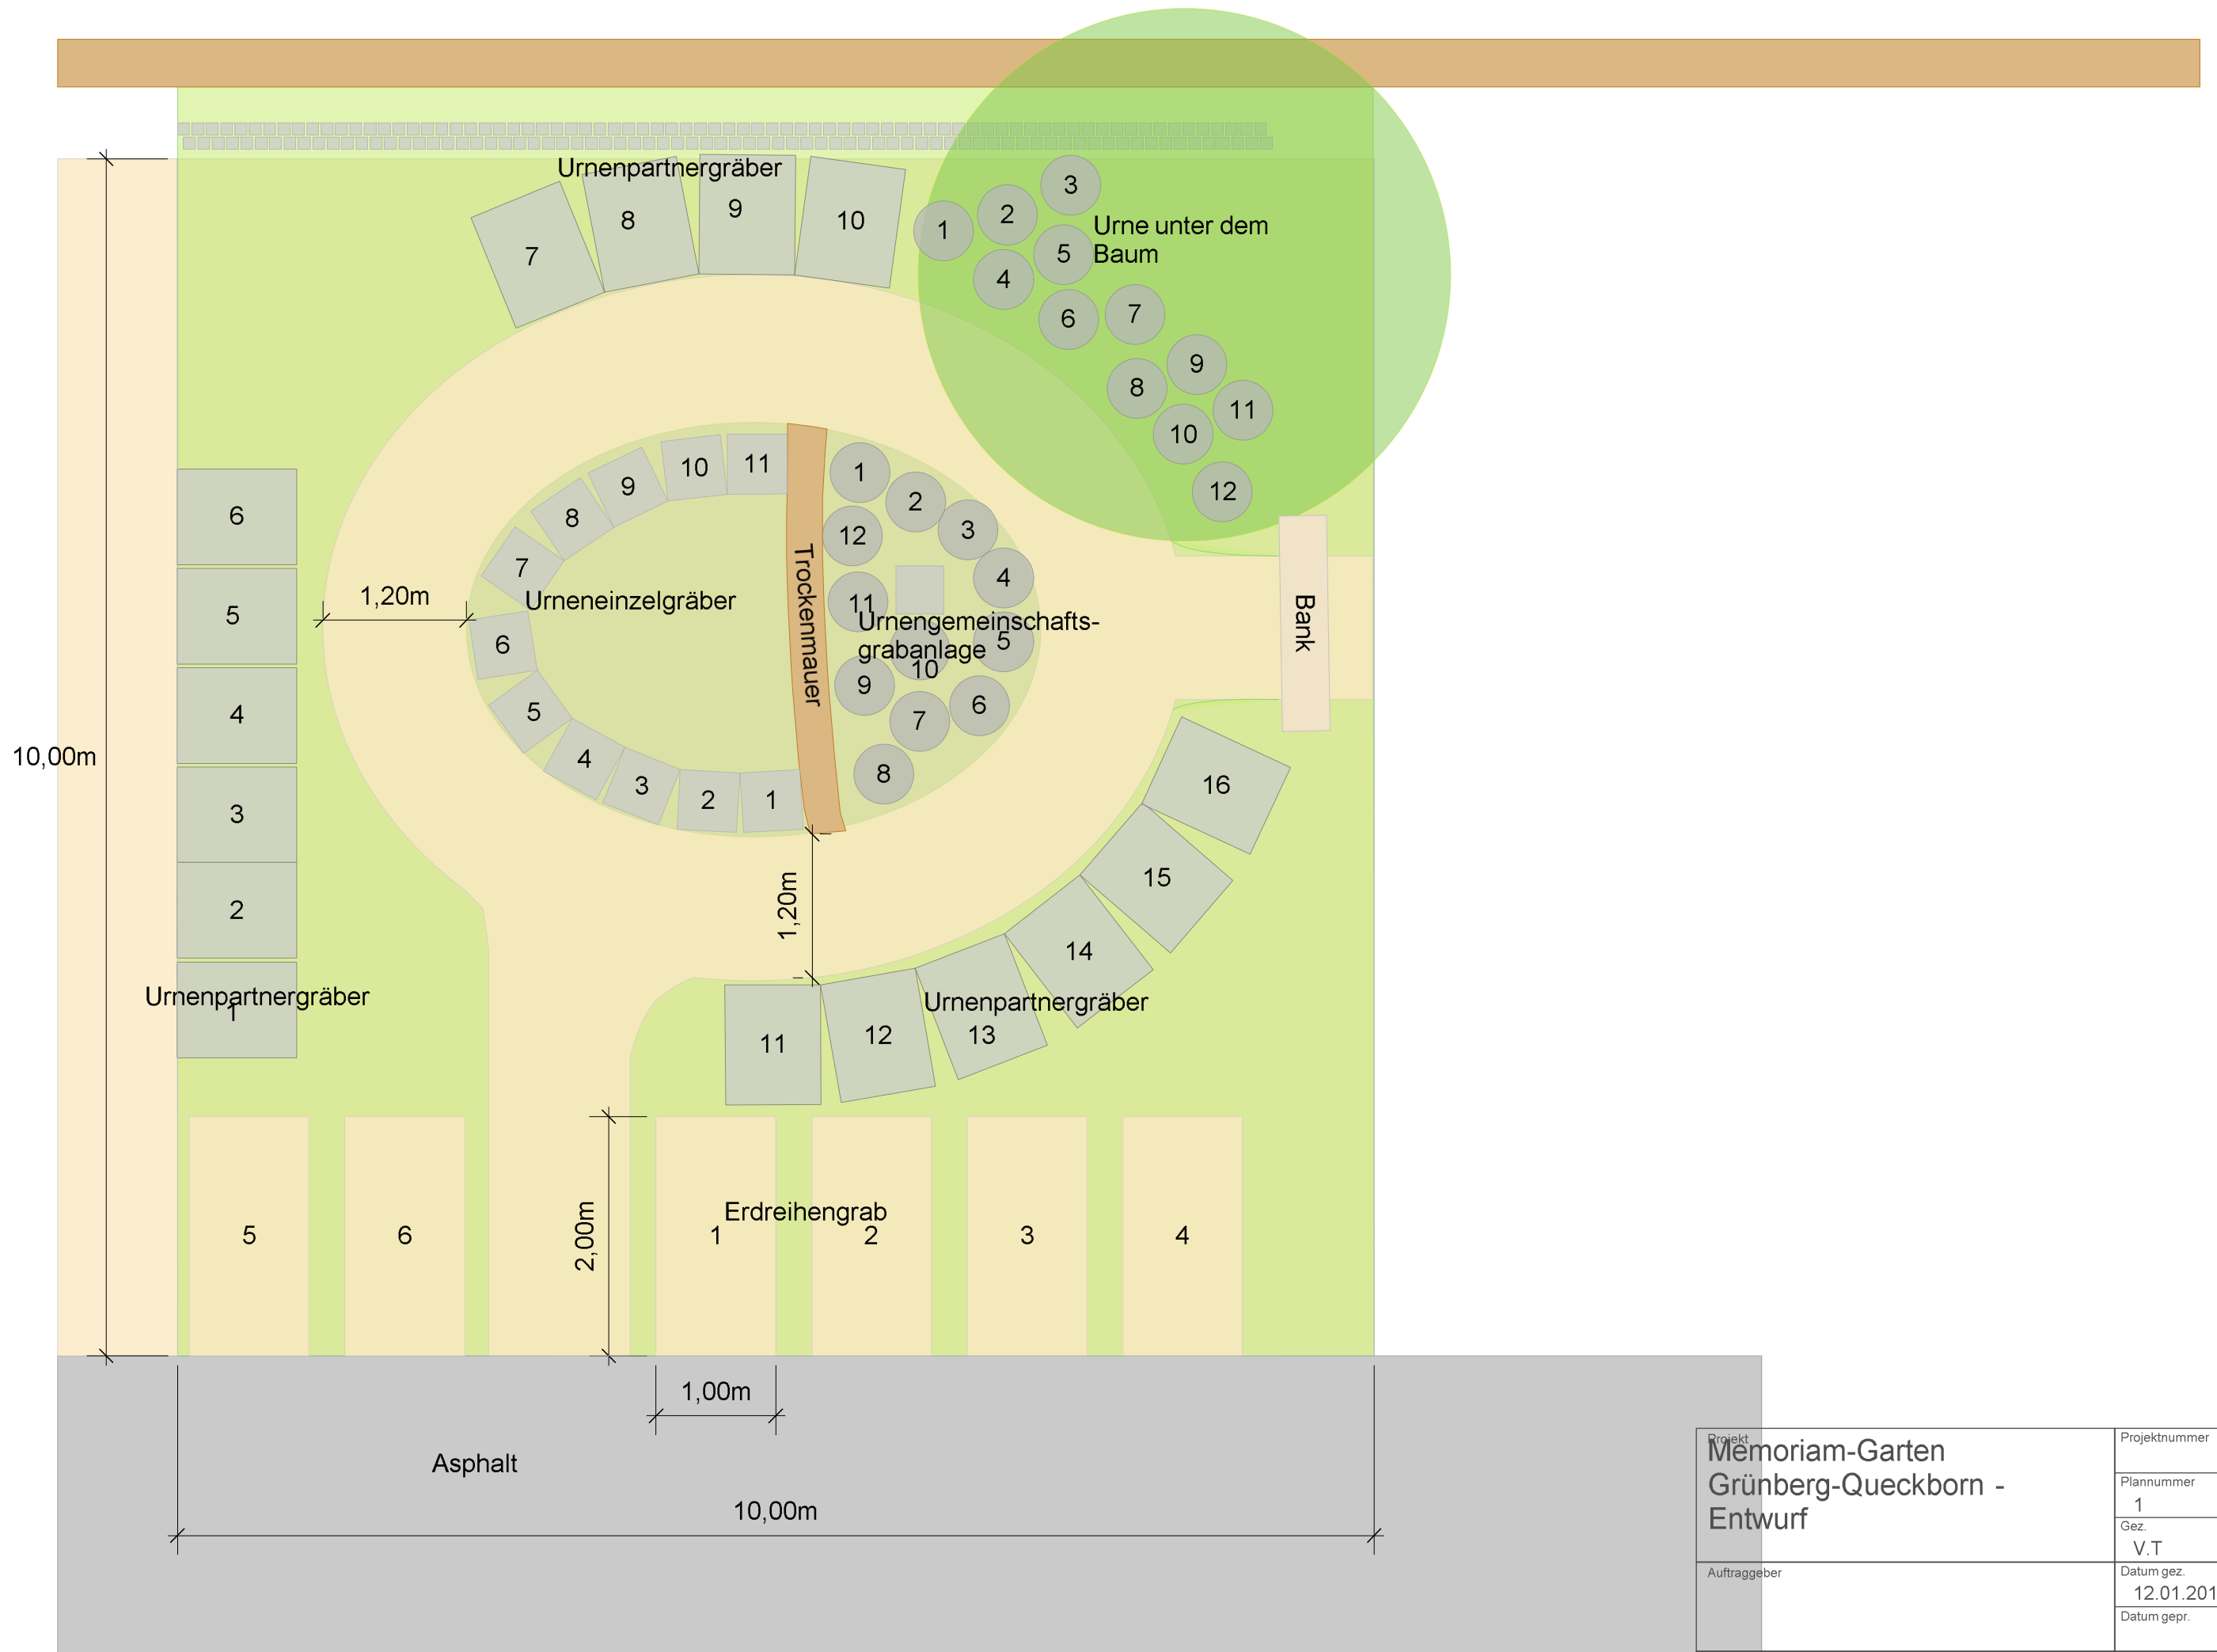 Urnenpartnergräber
7
8
9
10
1
2
3
4
5
6
7
8
9
10
11
12
Urne unter dem
Baum
6
5
4
3
2
1
Urnenpartnergräber
10,00m
1,20m
11
10
9
8
7
6
5
4
3
2
1
Urneneinzelgräber
Trockenmauer
1
2
3
4
5
6
7
8
9
10
11
12
Urnengemeinschafts-
grabanlage
Bank
1,20m
16
15
14
13
12
11
Urnenpartnergräber
5
6
2,00m
Erdreihengrab
1
2
3
4
1,00m
Asphalt
10,00m
Projekt
Memoriam-Garten
Grünberg-Queckborn -
Entwurf
Auftraggeber
Projektnummer
Plannummer
1
Gez.
V.T
Datum gez.
12.01.201
Datum gepr.